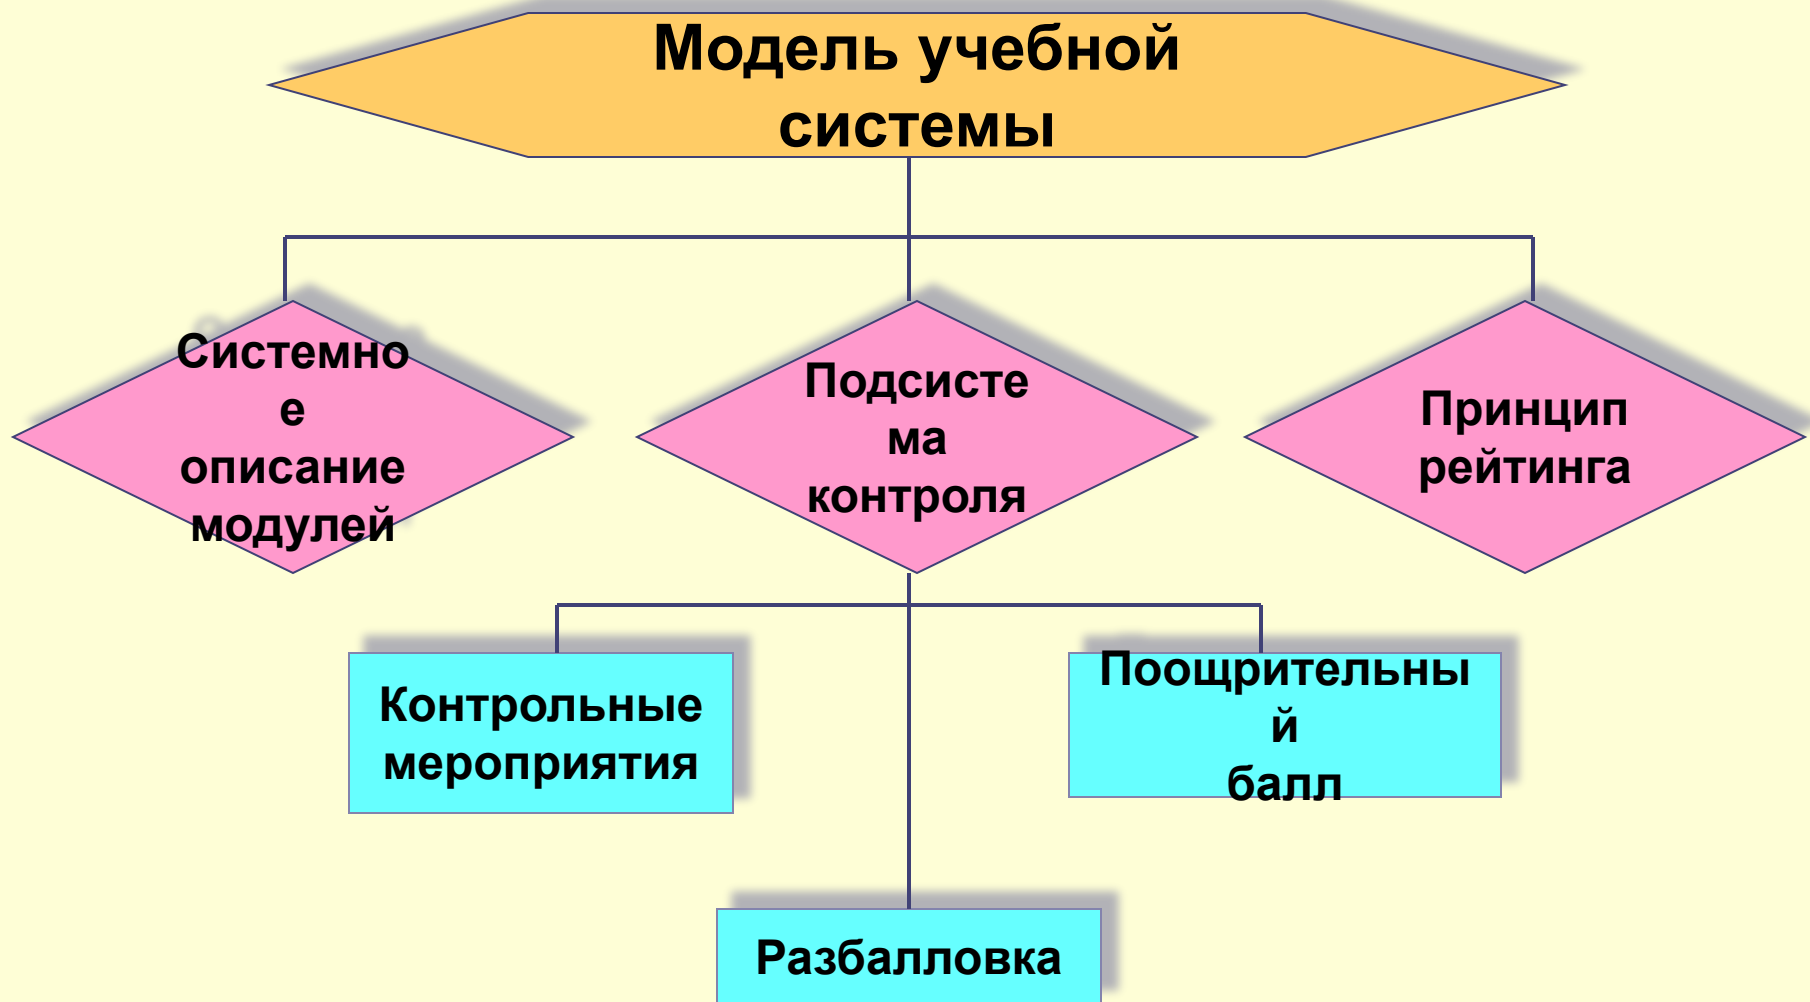 Модель учебной
системы
Системно
е
описание
модулей
Подсисте
ма
контроля
Принцип
рейтинга
Контрольные
мероприятия
Поощрительны
й
балл
Разбалловка